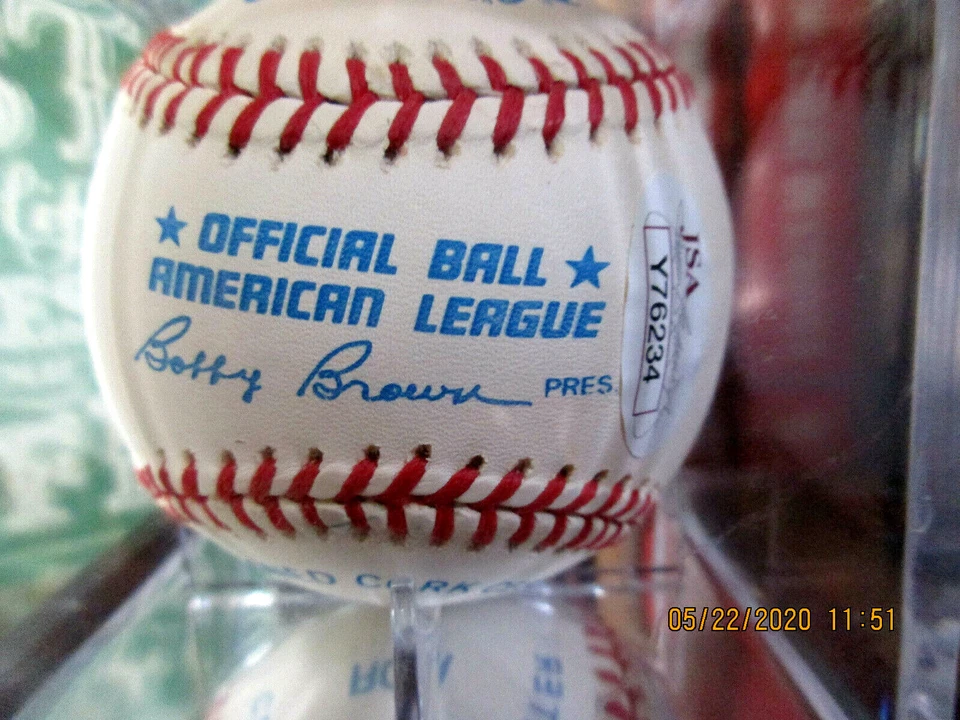 ★ OFFICIAL BALL ★
AMERICAN LEAGUE
Bobby Brown PRES.
JSA
Y76234
05/22/2020 11:51